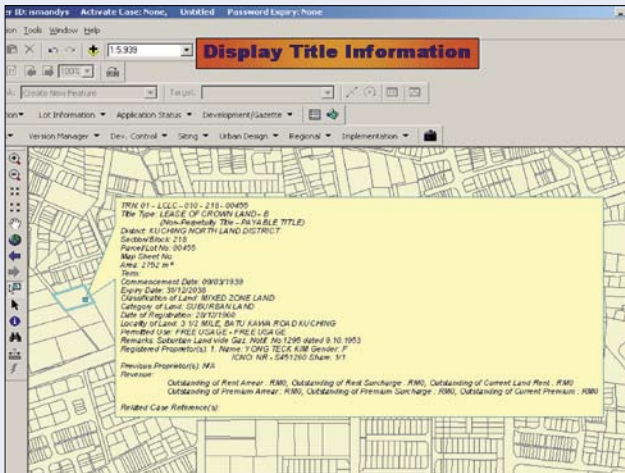 er ID: ismandys Activate Case: None, Untitled Password Expiry: None
ion Tools Window Help
1:5,939
Display Title Information
100%
sk: Create New Feature Target:
tion Lot Information Application Status Development/Gazette
Version Manager Dev. Control Siting Urban Design Regional Implementation
TRN: 01 - LCLC - 010 - 218 - 00455
Title Type: LEASE OF CROWN LAND - B
(Non-Perpetuity Title - PAYABLE TITLE)
District: KUCHING NORTH LAND DISTRICT
Section/Block: 218
Parcel/Lot No: 00455
Map Sheet No:
Area: 2752 m²
Term:
Commencement Date: 09/03/1939
Expiry Date: 31/12/2038
Classification of Land: MIXED ZONE LAND
Category of Land: SUBURBAN LAND
Date of Registration: 28/10/1960
Locality of Land: 3 1/2 MILE, BATU KAWA ROAD KUCHING
Permitted Use: FREE USAGE - FREE USAGE
Remarks: Suburban Land vide Gaz. Notif. No.1295 dated 9.10.1953
Registered Proprietor(s): 1. Name: YONG TECK KIM Gender: F
ICNO: NR - S451260 Share: 1/1
Previous Proprietor(s): N/A
Revenue:
Outstanding of Rent Arrear : RM0, Outstanding of Rent Surcharge : RM0, Outstanding of Current Land Rent : RM0
Outstanding of Premium Arrear : RM0, Outstanding of Premium Surcharge : RM0, Outstanding of Current Premium : RM0
Related Case Reference(s):